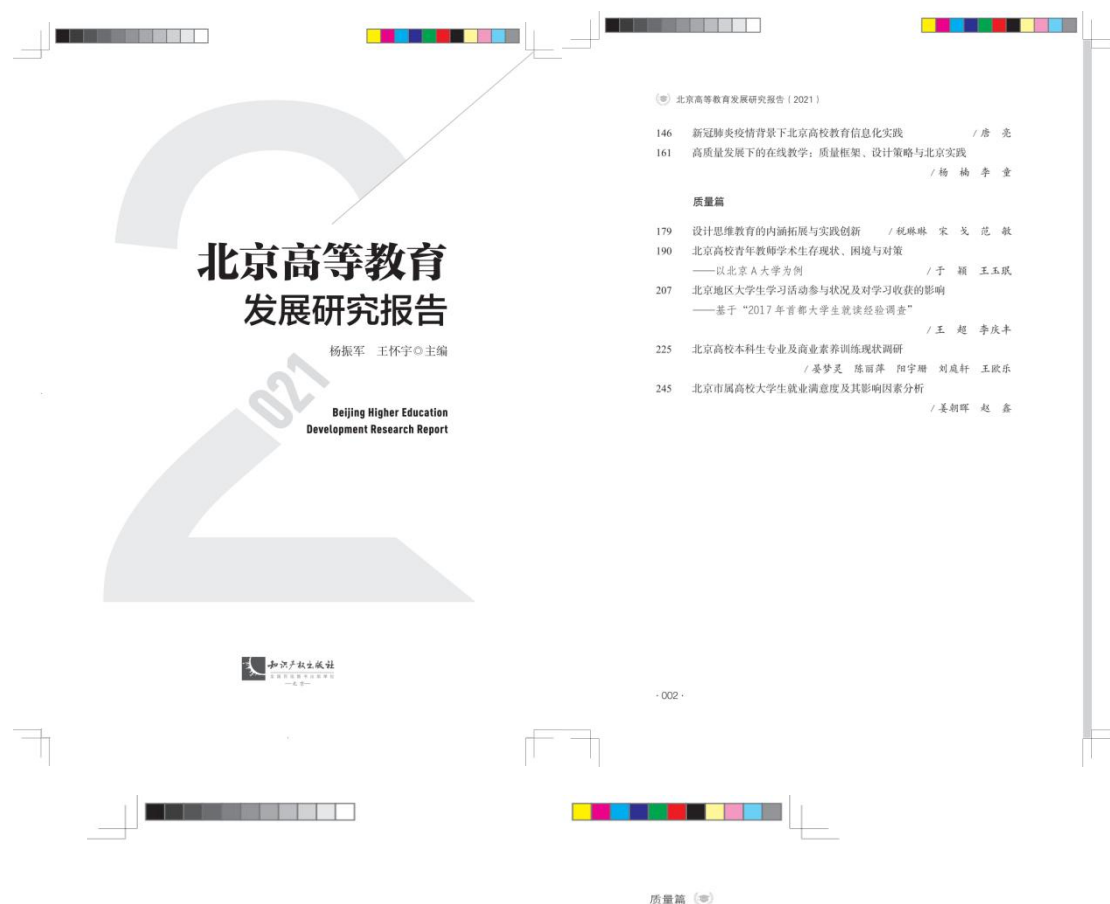 北京高等教育
发展研究报告
杨振军 王怀宇○主编
2021
Beijing Higher Education
Development Research Report
知识产权出版社
—北京—
北京高等教育发展研究报告（2021）
146 新冠肺炎疫情背景下北京高校教育信息化实践 / 唐 亮
161 高质量发展下的在线教学：质量框架、设计策略与北京实践
/ 杨 楠 李 童
质量篇
179 设计思维教育的内涵拓展与实践创新 / 税琳琳 宋 戈 范 敏
190 北京高校青年教师学术生存现状、困境与对策
——以北京 A 大学为例 / 于 颖 王玉珉
207 北京地区大学生学习活动参与状况及对学习收获的影响
——基于“2017 年首都大学生就读经验调查”
/ 王 超 李庆丰
225 北京高校本科生专业及商业素养训练现状调研
/ 晏梦灵 陈丽萍 阳宇珊 刘庭轩 王欧乐
245 北京市属高校大学生就业满意度及其影响因素分析
/ 姜朝晖 赵 鑫
· 002 ·
质量篇